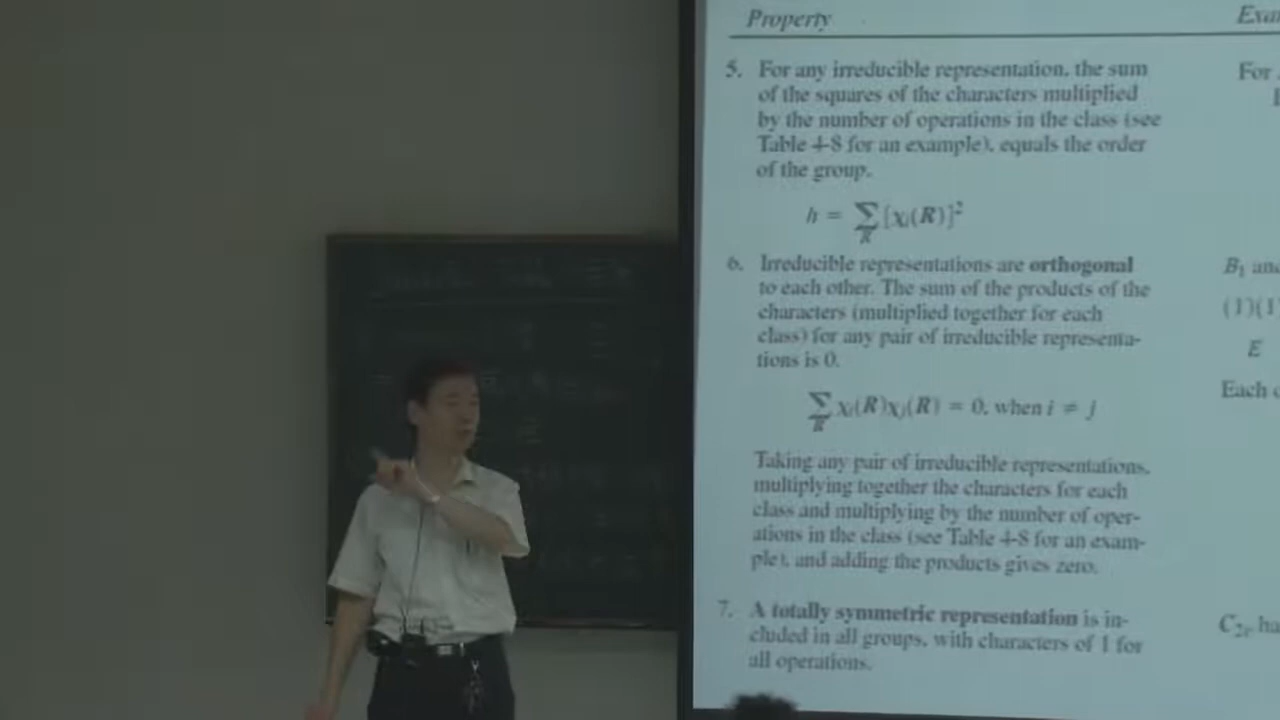 Property
5. For any irreducible representation, the sum
of the squares of the characters multiplied
by the number of operations in the class (see
Table 4-8 for an example), equals the order
of the group.
h = ∑R [χi(R)]²
6. Irreducible representations are orthogonal
to each other. The sum of the products of the
characters (multiplied together for each
class) for any pair of irreducible representa-
tions is 0.
∑R χi(R)χj(R) = 0, when i ≠ j
Taking any pair of irreducible representations,
multiplying together the characters for each
class and multiplying by the number of oper-
ations in the class (see Table 4-8 for an exam-
ple), and adding the products gives zero.
7. A totally symmetric representation is in-
cluded in all groups, with characters of 1 for
all operations.
For
B1
(1)(1
E
Each
C2v